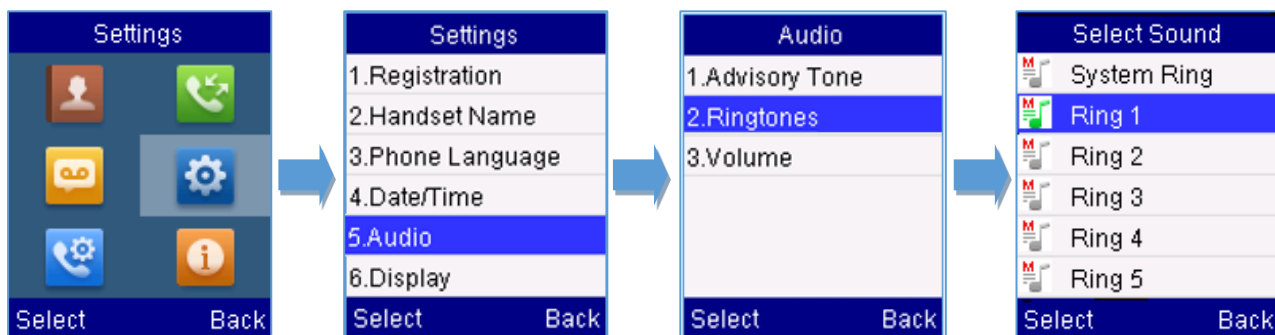 Settings
Select Back
Settings
1.Registration
2.Handset Name
3.Phone Language
4.Date/Time
5.Audio
6.Display
Select Back
Audio
1.Advisory Tone
2.Ringtones
3.Volume
Select Back
Select Sound
M System Ring
M Ring 1
M Ring 2
M Ring 3
M Ring 4
M Ring 5
Select Back